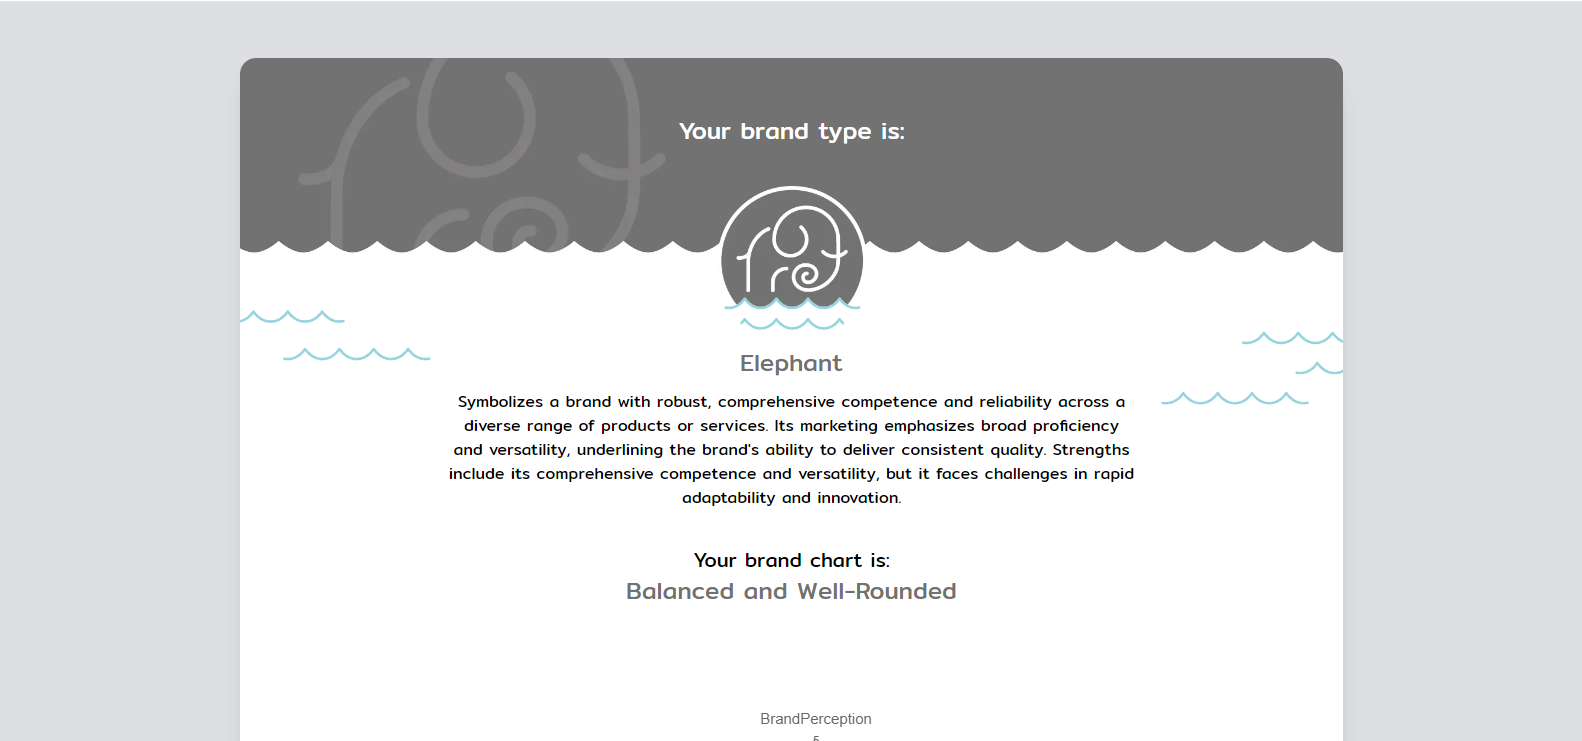 Your brand type is:
Elephant
Symbolizes a brand with robust, comprehensive competence and reliability across a
diverse range of products or services. Its marketing emphasizes broad proficiency
and versatility, underlining the brand's ability to deliver consistent quality. Strengths
include its comprehensive competence and versatility, but it faces challenges in rapid
adaptability and innovation.
Your brand chart is:
Balanced and Well-Rounded
BrandPerception
5